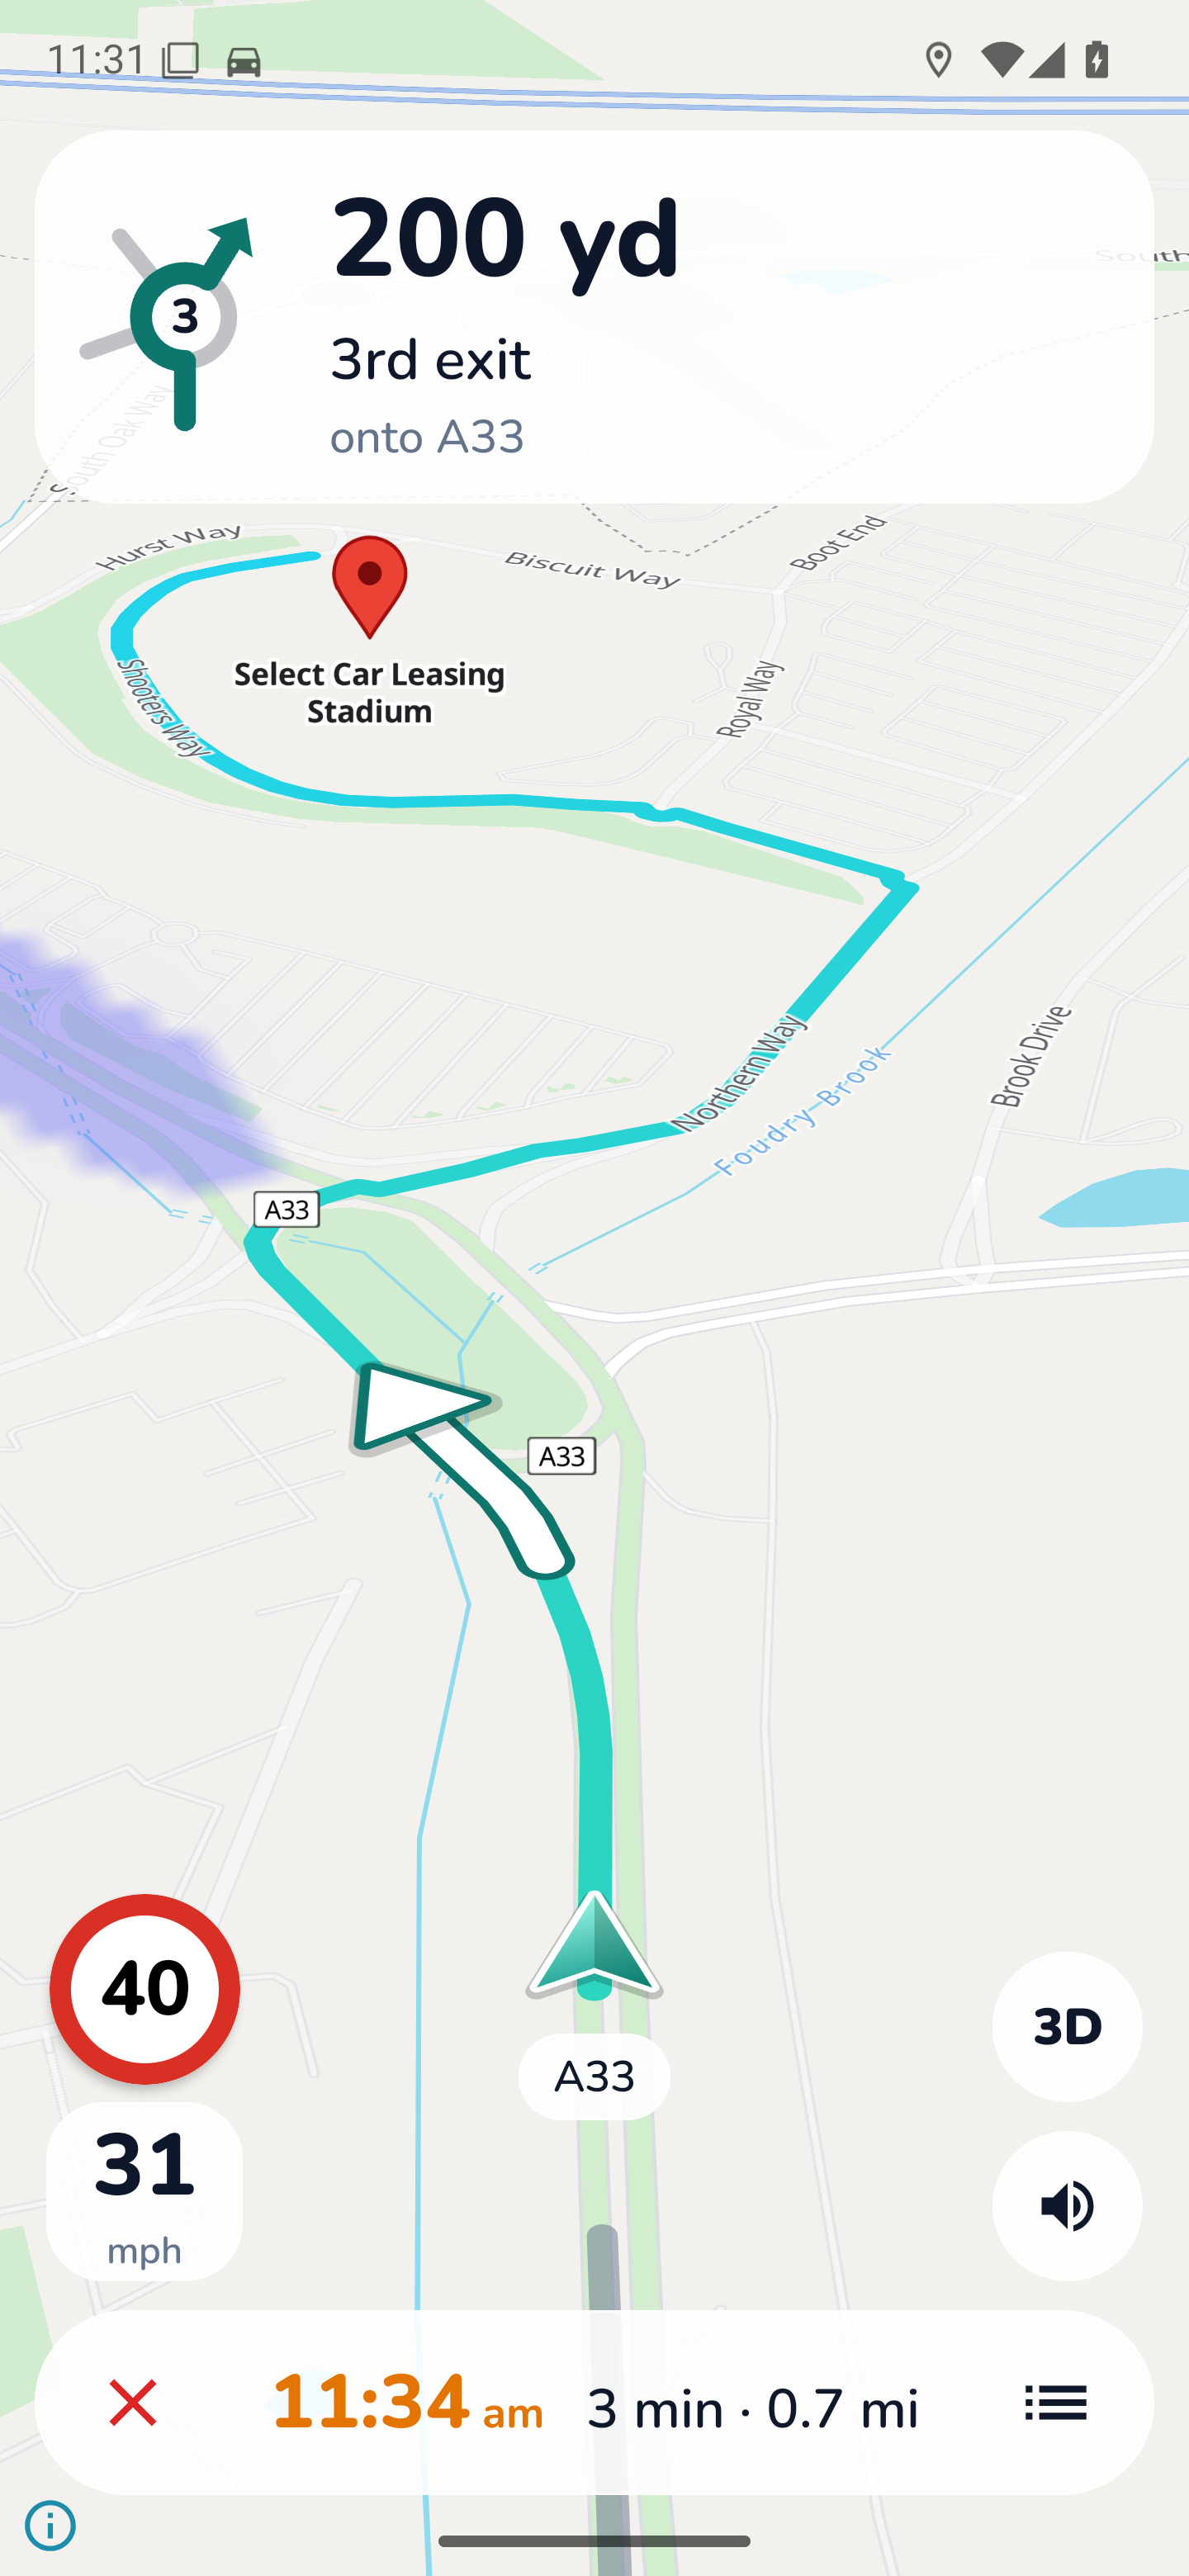 11:31
200 yd
3
3rd exit
onto A33
South
South Oak Way
Hurst Way
Biscuit Way
Boot End
Select Car Leasing
Stadium
Shooters Way
Royal Way
Northern Way
Foudry Brook
Brook Drive
A33
A33
40
A33
3D
31
mph
11:34 am
3 min · 0.7 mi